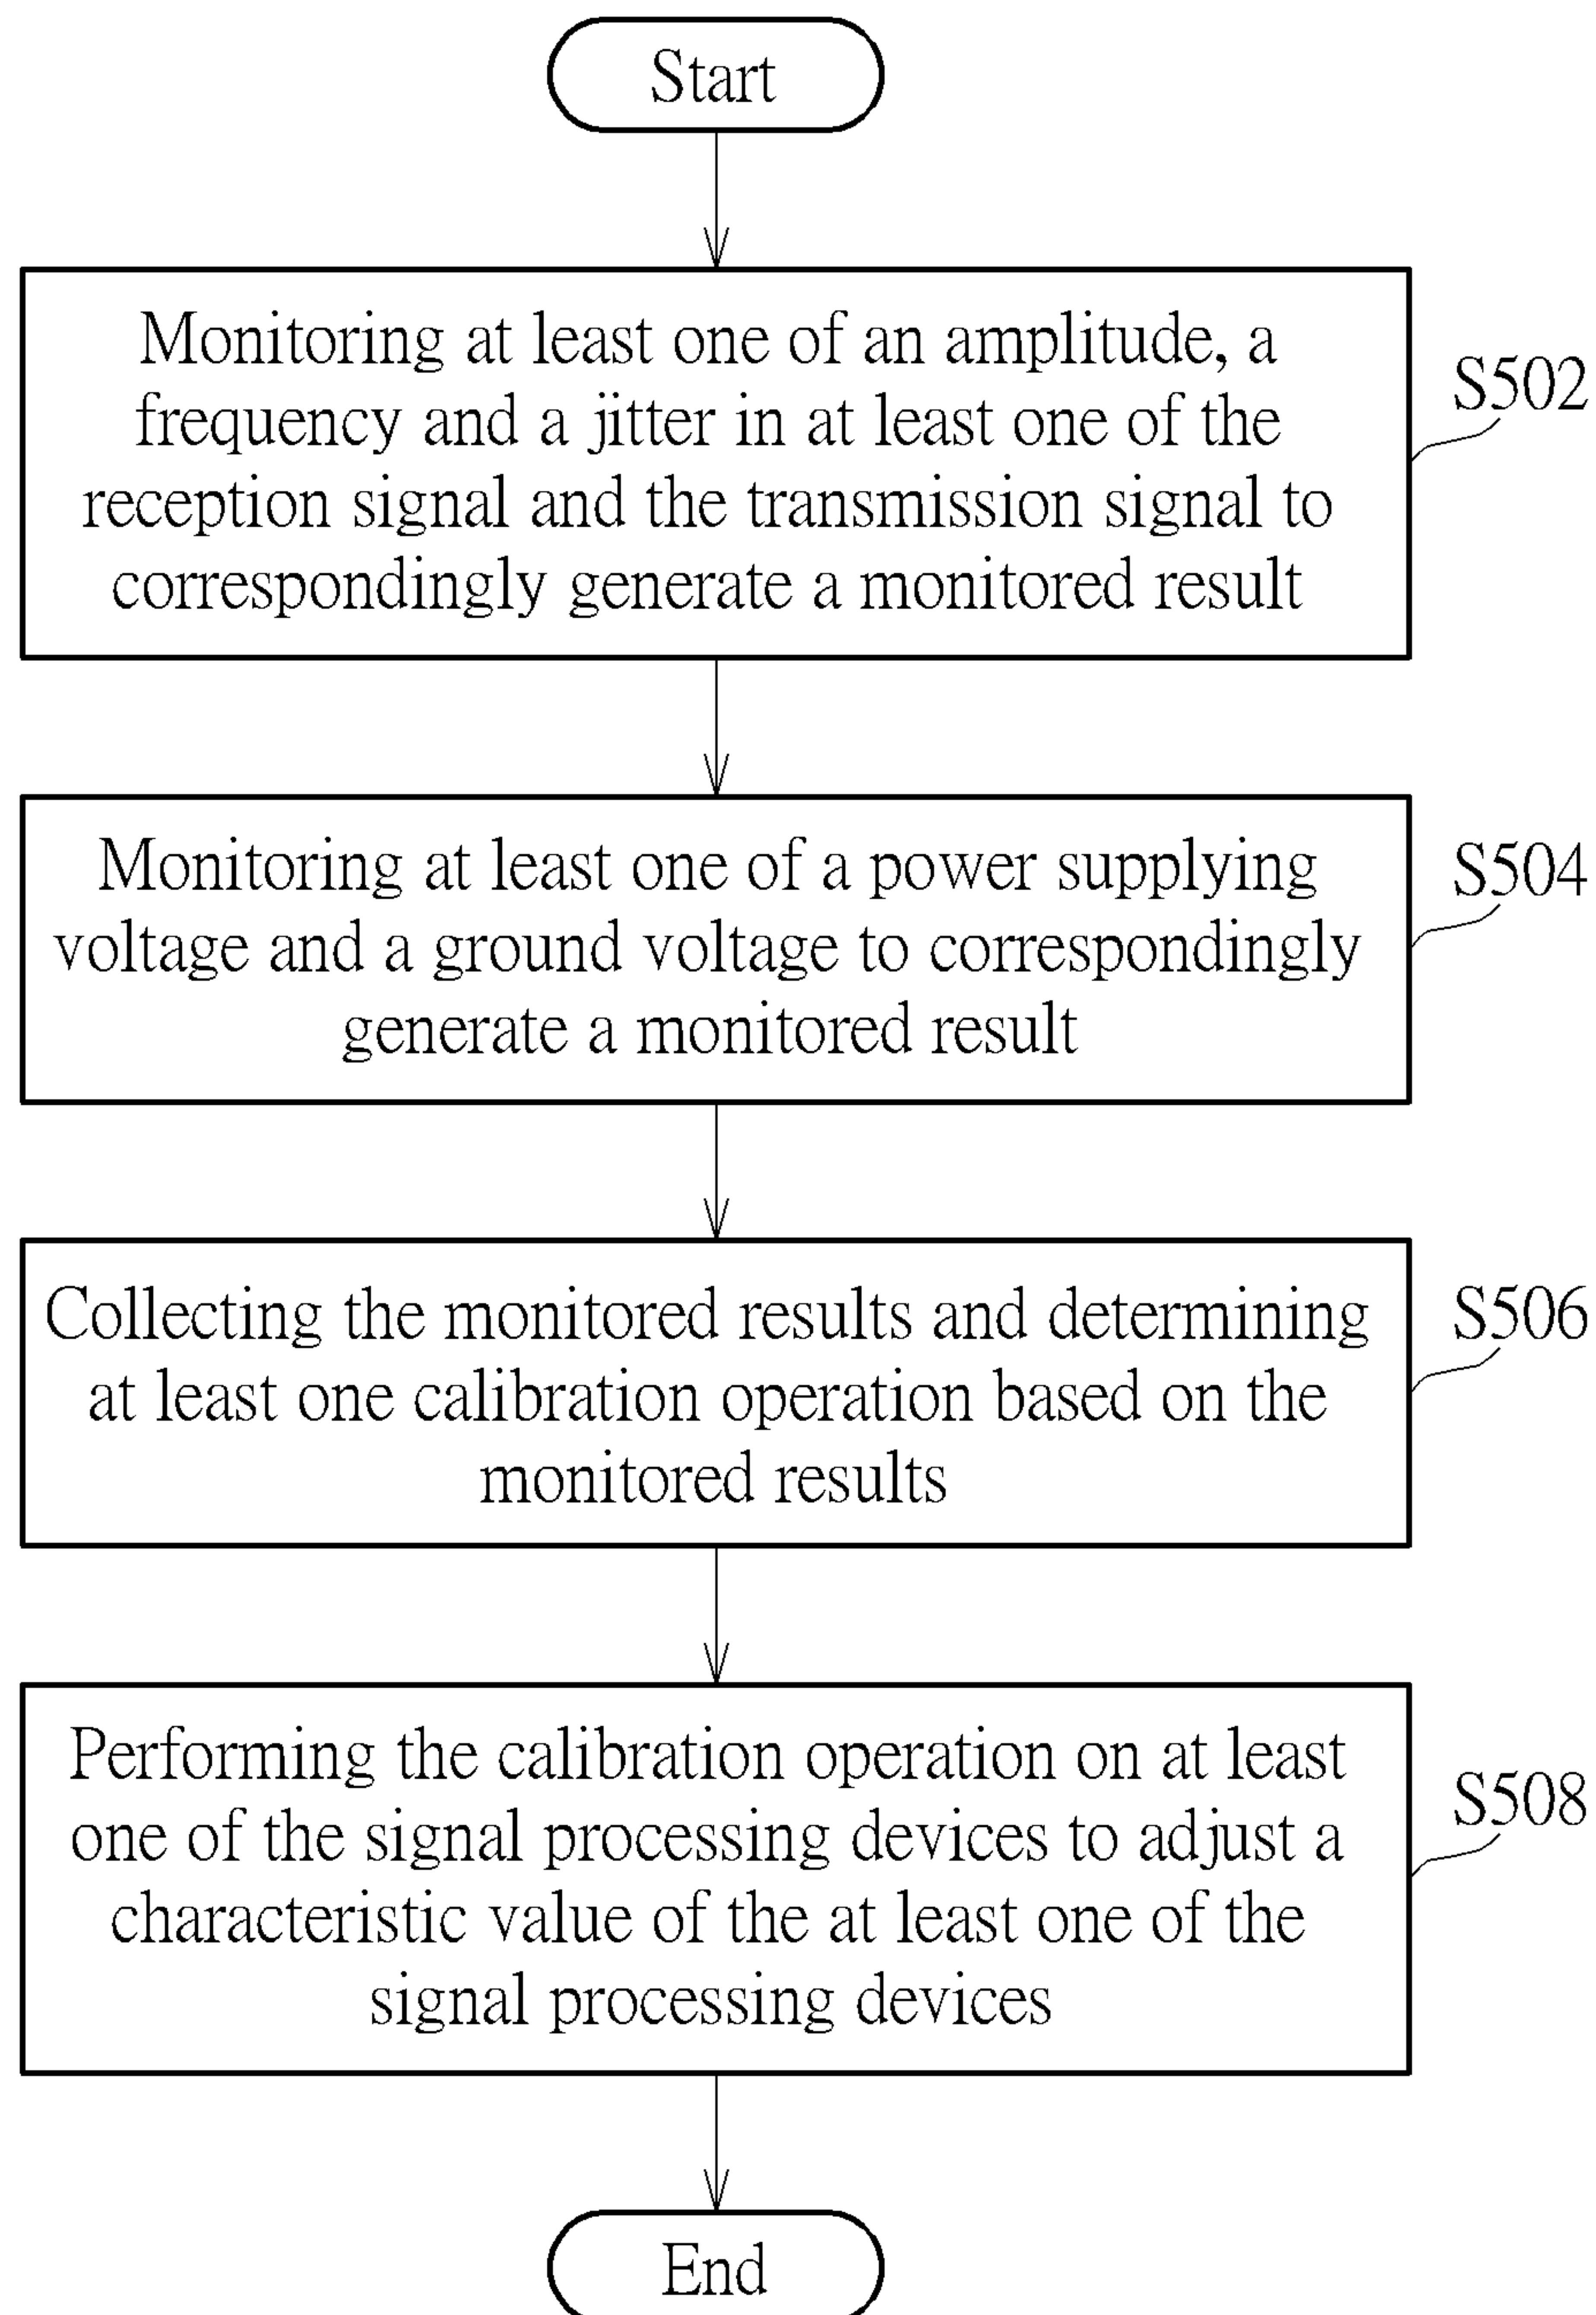 Start
Monitoring at least one of an amplitude, a
frequency and a jitter in at least one of the
reception signal and the transmission signal to
correspondingly generate a monitored result
S502
Monitoring at least one of a power supplying
voltage and a ground voltage to correspondingly
generate a monitored result
S504
Collecting the monitored results and determining
at least one calibration operation based on the
monitored results
S506
Performing the calibration operation on at least
one of the signal processing devices to adjust a
characteristic value of the at least one of the
signal processing devices
S508
End